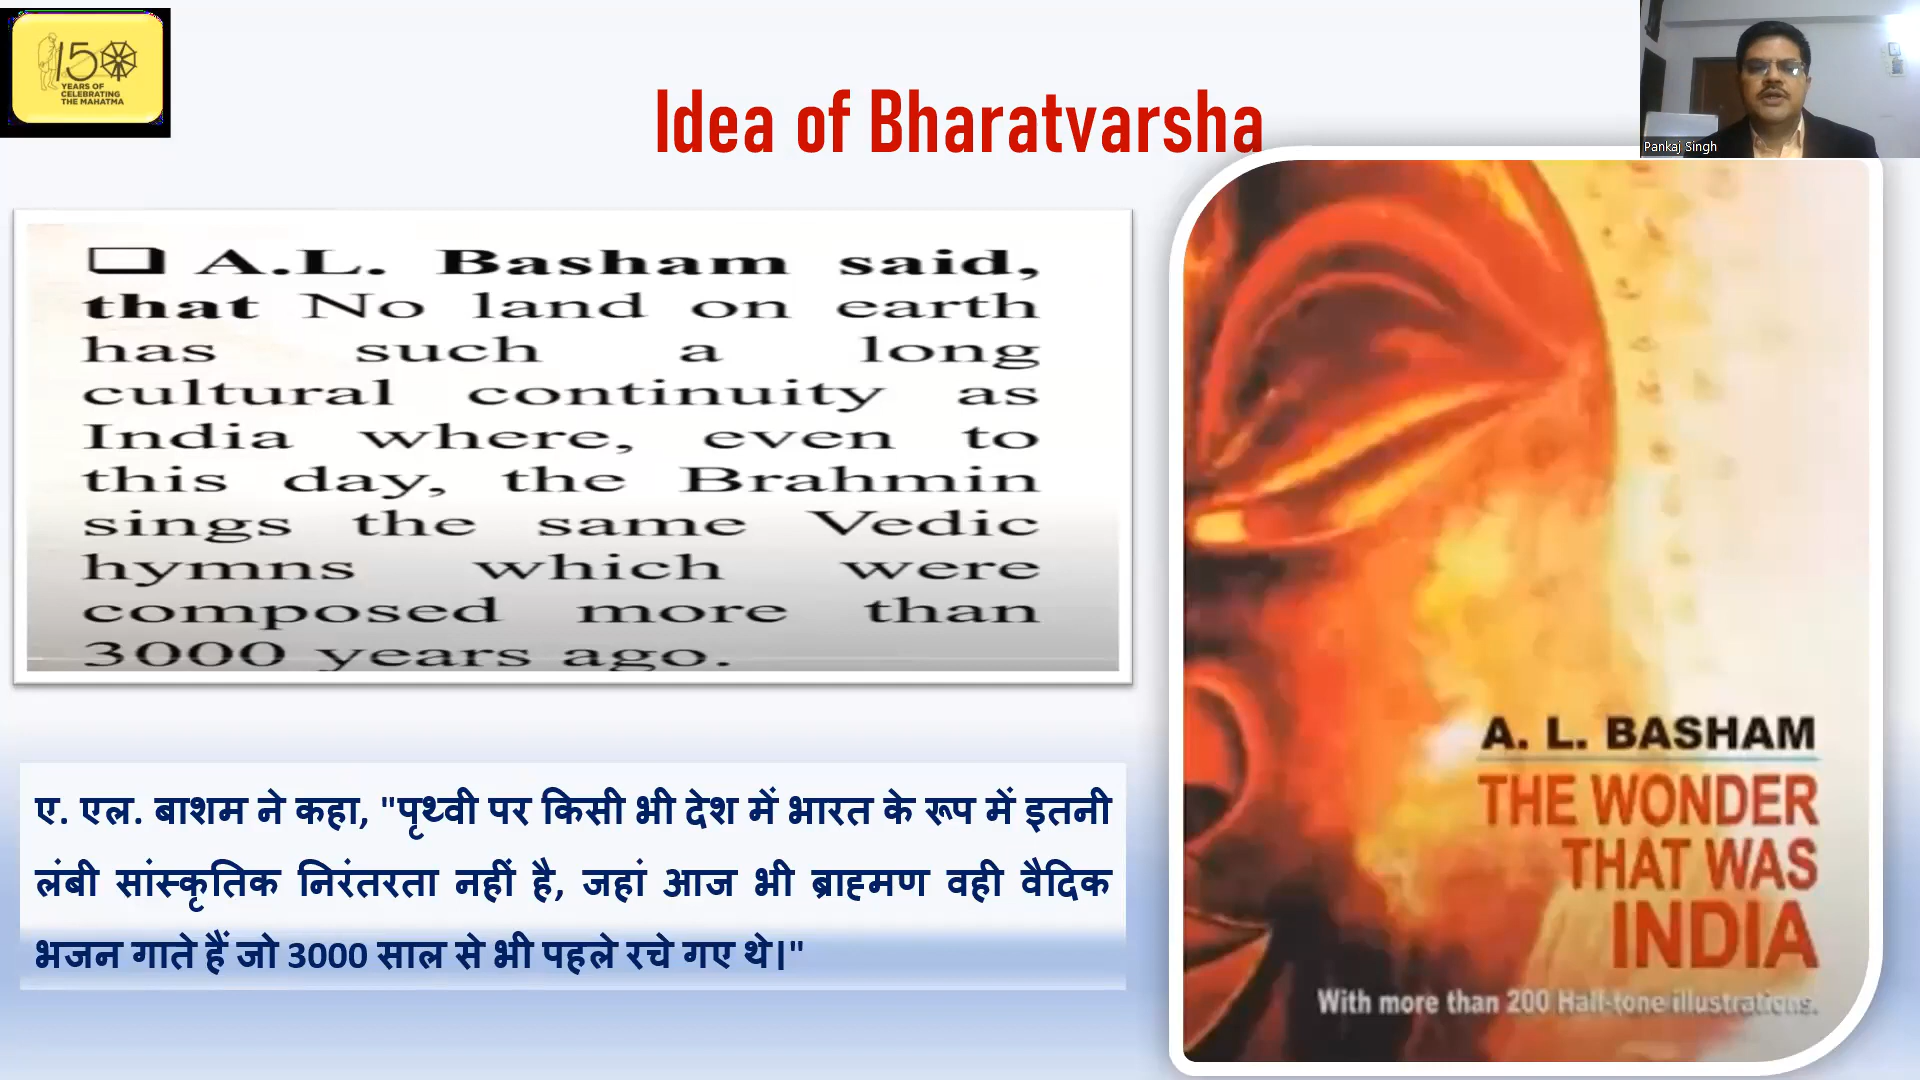 150
YEARS OF
CELEBRATING
THE MAHATMA
Idea of Bharatvarsha
Pankaj Singh
A.L. Basham said,
that No land on earth
has such a long
cultural continuity as
India where, even to
this day, the Brahmin
sings the same Vedic
hymns which were
composed more than
3000 years ago.
ए. एल. बाशम ने कहा, "पृथ्वी पर किसी भी देश में भारत के रूप में इतनी
लंबी सांस्कृतिक निरंतरता नहीं है, जहां आज भी ब्राह्मण वही वैदिक
भजन गाते हैं जो 3000 साल से भी पहले रचे गए थे।"
A. L. BASHAM
THE WONDER
THAT WAS
INDIA
With more than 200 Half-tone illustrations.